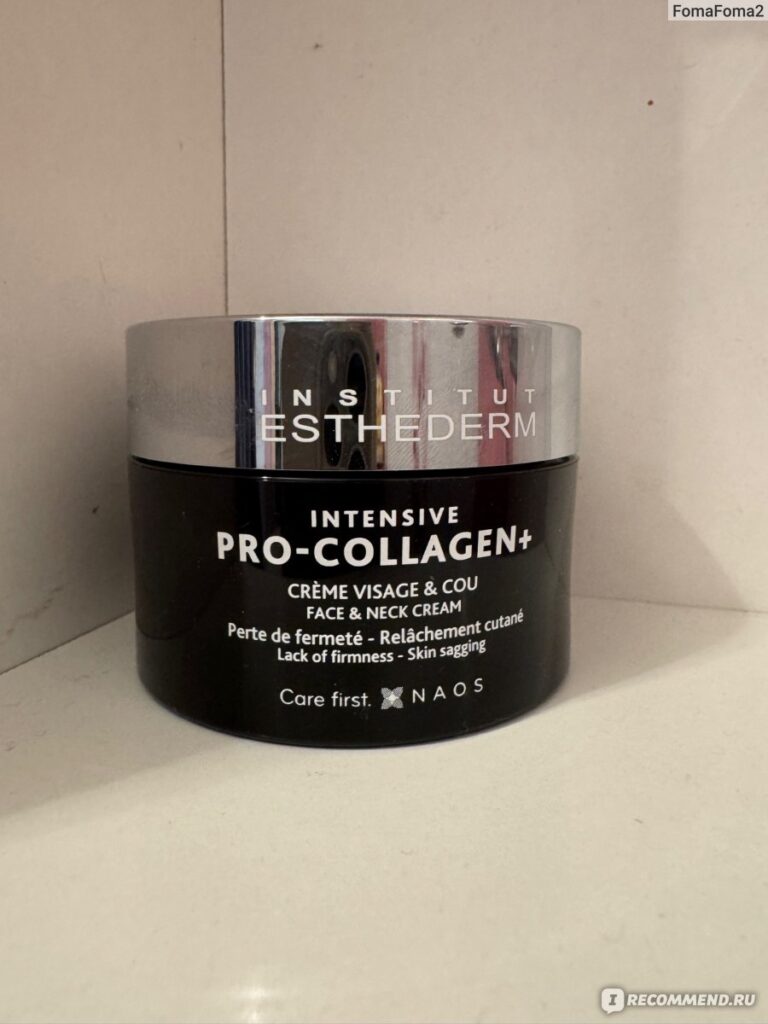 FomaFoma2
INSTITUT
ESTHEDERM
INTENSIVE
PRO-COLLAGEN+
CRÈME VISAGE & COU
FACE & NECK CREAM
Perte de fermeté - Relâchement cutané
Lack of firmness - Skin sagging
Care first. NAOS
I RECOMMEND.RU